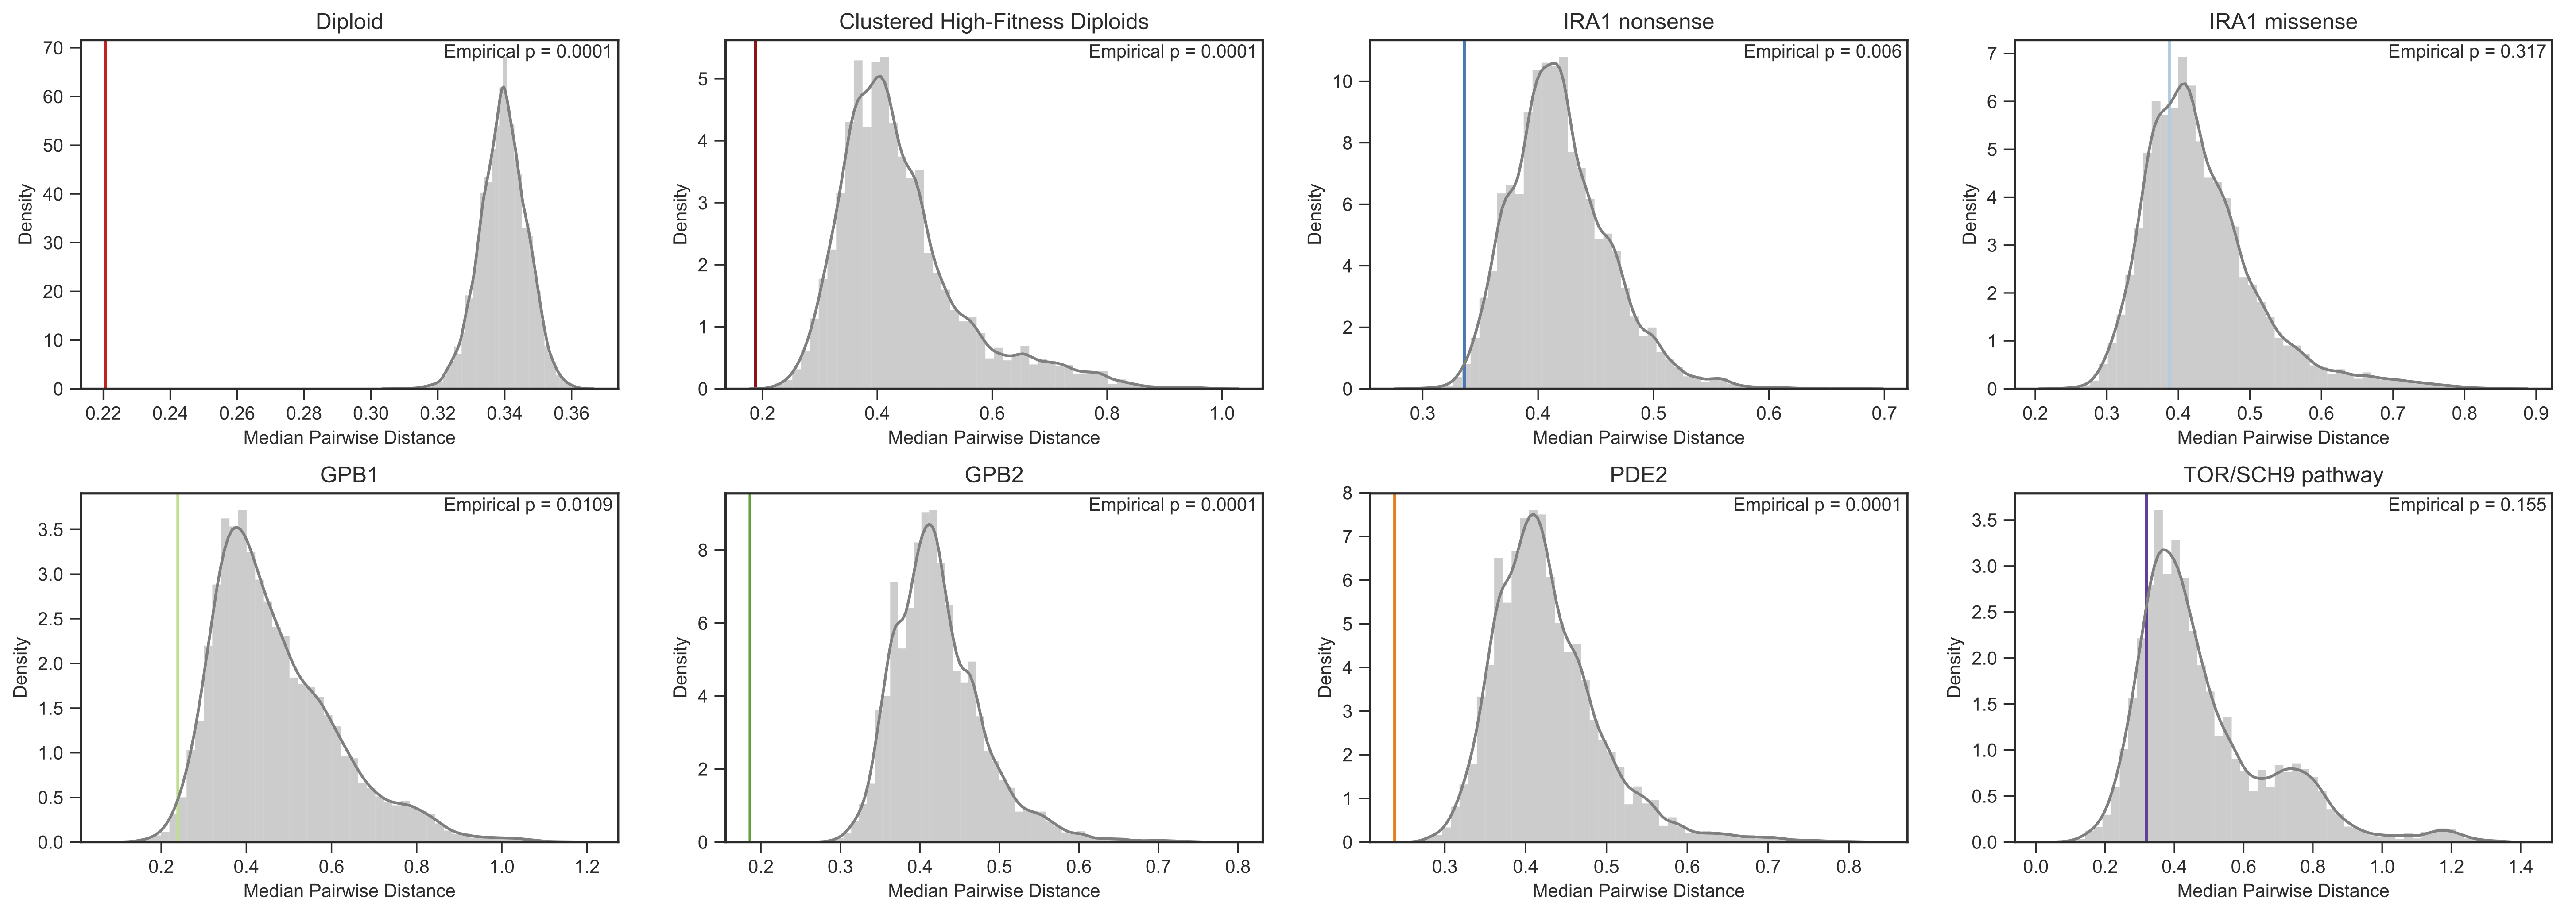 Diploid
Empirical p = 0.0001
70
60
50
40
30
20
10
0
Density
0.22 0.24 0.26 0.28 0.30 0.32 0.34 0.36
Median Pairwise Distance
Clustered High-Fitness Diploids
Empirical p = 0.0001
5
4
3
2
1
0
Density
0.2 0.4 0.6 0.8 1.0
Median Pairwise Distance
IRA1 nonsense
Empirical p = 0.006
10
8
6
4
2
0
Density
0.3 0.4 0.5 0.6 0.7
Median Pairwise Distance
IRA1 missense
Empirical p = 0.317
7
6
5
4
3
2
1
0
Density
0.2 0.3 0.4 0.5 0.6 0.7 0.8 0.9
Median Pairwise Distance
GPB1
Empirical p = 0.0109
3.5
3.0
2.5
2.0
1.5
1.0
0.5
0.0
Density
0.2 0.4 0.6 0.8 1.0 1.2
Median Pairwise Distance
GPB2
Empirical p = 0.0001
8
6
4
2
0
Density
0.2 0.3 0.4 0.5 0.6 0.7 0.8
Median Pairwise Distance
PDE2
Empirical p = 0.0001
8
7
6
5
4
3
2
1
0
Density
0.3 0.4 0.5 0.6 0.7 0.8
Median Pairwise Distance
TOR/SCH9 pathway
Empirical p = 0.155
3.5
3.0
2.5
2.0
1.5
1.0
0.5
0.0
Density
0.0 0.2 0.4 0.6 0.8 1.0 1.2 1.4
Median Pairwise Distance